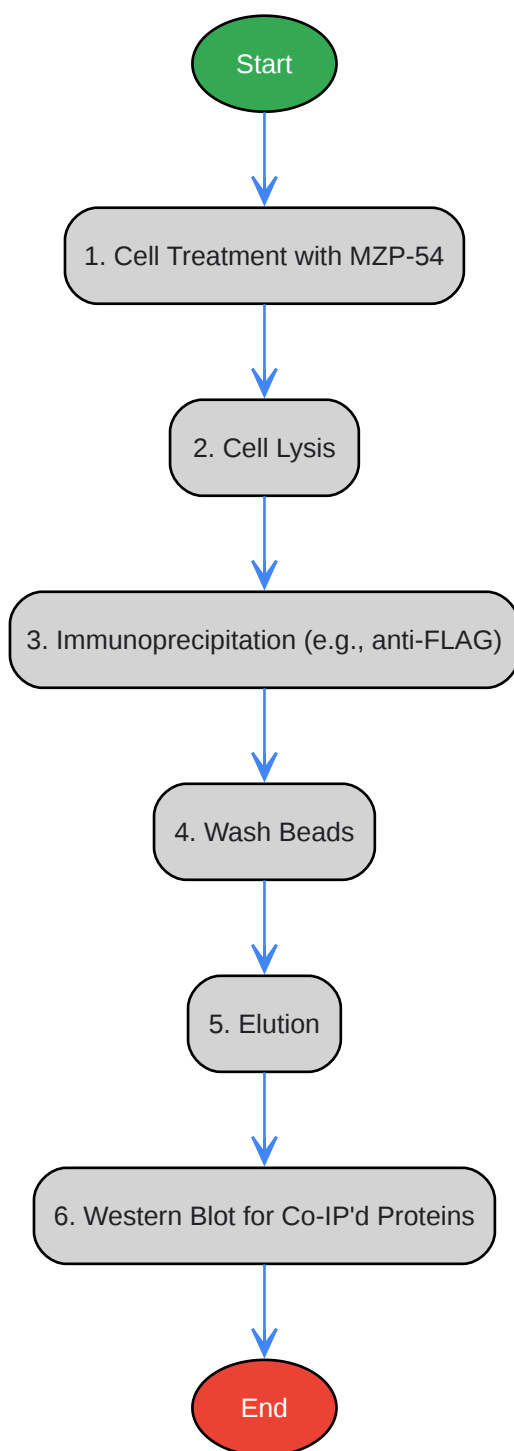 Start
1. Cell Treatment with MZP-54
2. Cell Lysis
3. Immunoprecipitation (e.g., anti-FLAG)
4. Wash Beads
5. Elution
6. Western Blot for Co-IP'd Proteins
End